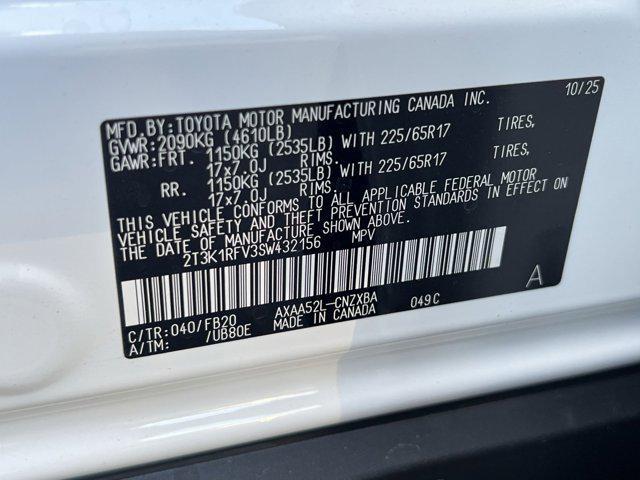 MFD.BY:TOYOTA MOTOR MANUFACTURING CANADA INC. 10/25
GVWR:2090KG (4610LB)
GAWR:FRT. 1150KG (2535LB) WITH 225/65R17 TIRES,
17x7.0J RIMS.
RR. 1150KG (2535LB) WITH 225/65R17 TIRES,
17x7.0J RIMS.
THIS VEHICLE CONFORMS TO ALL APPLICABLE FEDERAL MOTOR
VEHICLE SAFETY AND THEFT PREVENTION STANDARDS IN EFFECT ON
THE DATE OF MANUFACTURE SHOWN ABOVE.
2T3K1RFV3SW432156 MPV
A
C/TR:040/FB20 AXAA52L-CNZXBA 049C
A/TM: /UB80E MADE IN CANADA